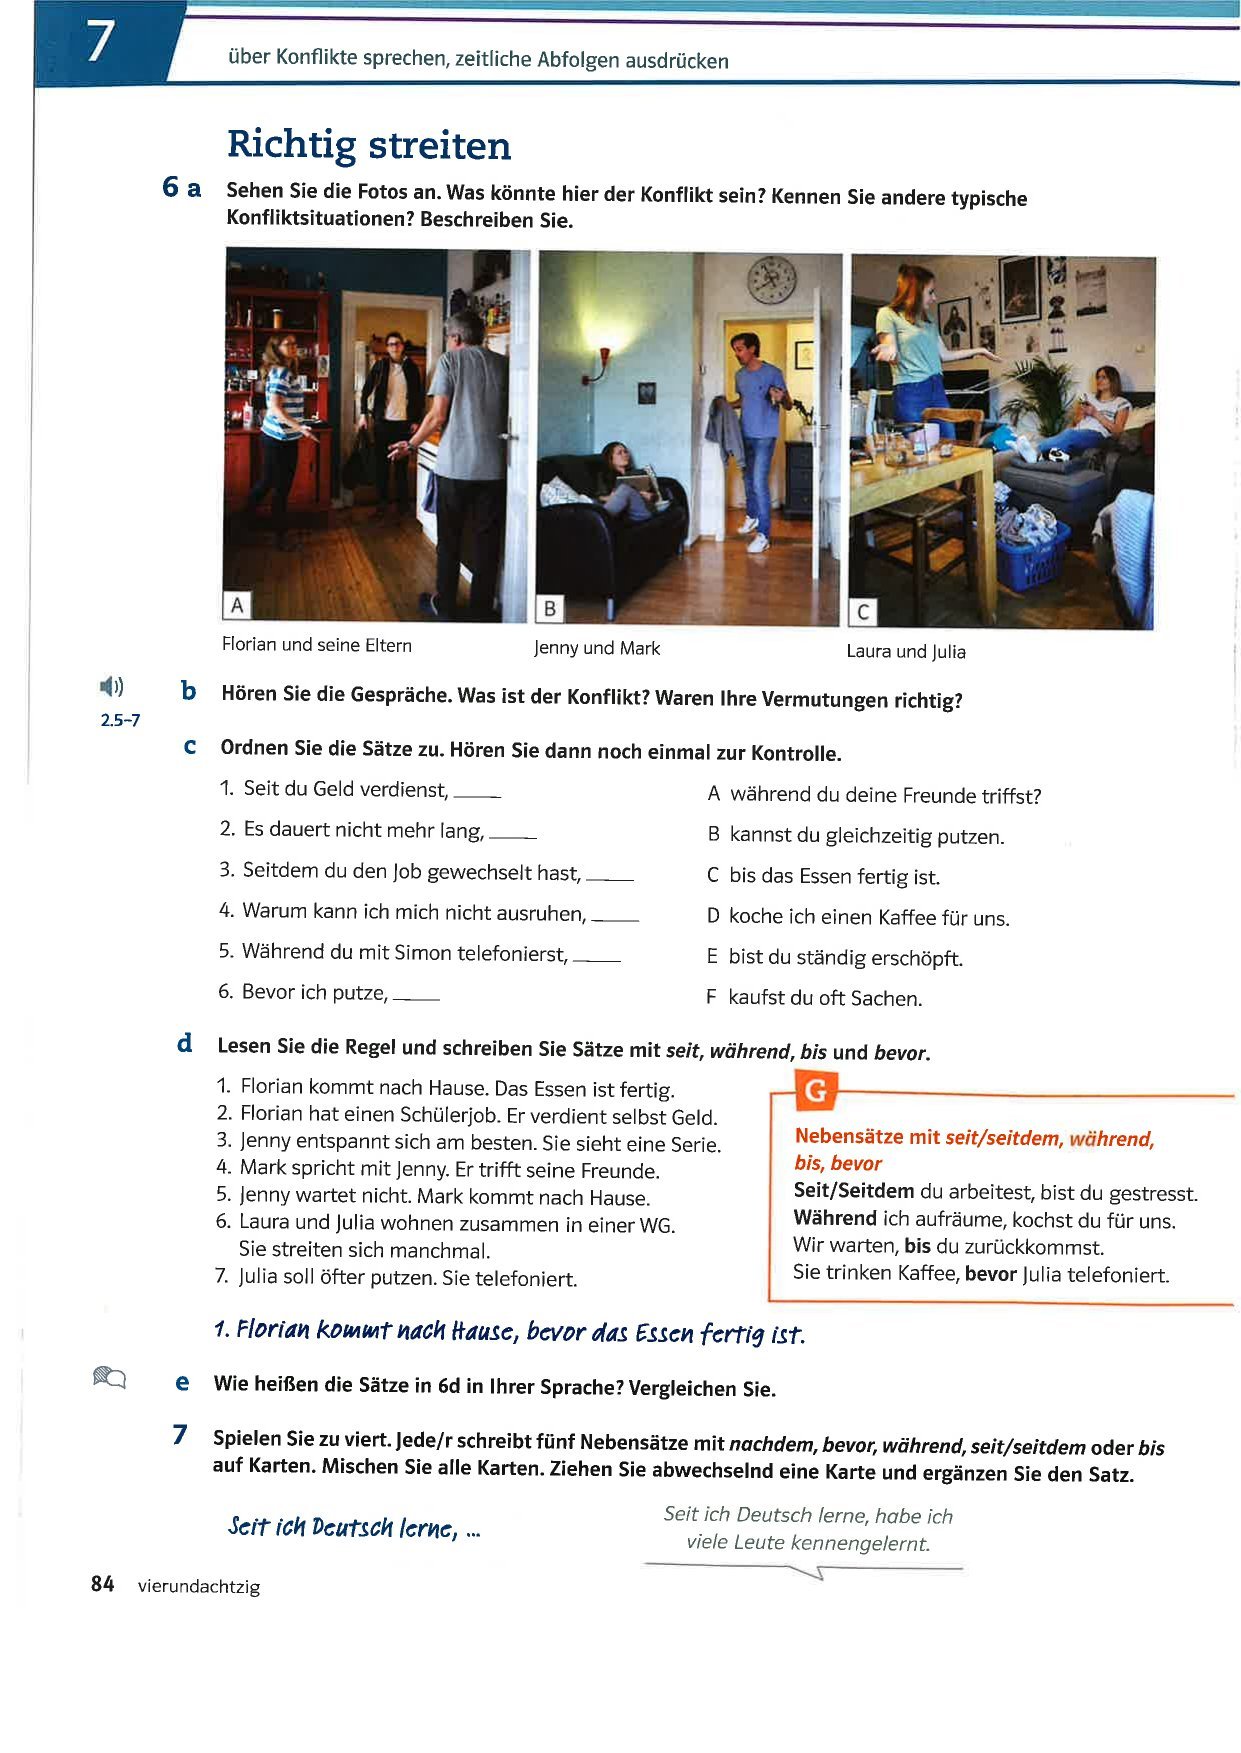 7
über Konflikte sprechen, zeitliche Abfolgen ausdrücken
Richtig streiten
6 a Sehen Sie die Fotos an. Was könnte hier der Konflikt sein? Kennen Sie andere typische
Konfliktsituationen? Beschreiben Sie.
A
B
C
Florian und seine Eltern
Jenny und Mark
Laura und Julia
2.5–7
b Hören Sie die Gespräche. Was ist der Konflikt? Waren Ihre Vermutungen richtig?
c Ordnen Sie die Sätze zu. Hören Sie dann noch einmal zur Kontrolle.
1. Seit du Geld verdienst, ____
2. Es dauert nicht mehr lang, ____
3. Seitdem du den Job gewechselt hast, ____
4. Warum kann ich mich nicht ausruhen, ____
5. Während du mit Simon telefonierst, ____
6. Bevor ich putze, ____
A während du deine Freunde triffst?
B kannst du gleichzeitig putzen.
C bis das Essen fertig ist.
D koche ich einen Kaffee für uns.
E bist du ständig erschöpft.
F kaufst du oft Sachen.
d Lesen Sie die Regel und schreiben Sie Sätze mit seit, während, bis und bevor.
1. Florian kommt nach Hause. Das Essen ist fertig.
2. Florian hat einen Schülerjob. Er verdient selbst Geld.
3. Jenny entspannt sich am besten. Sie sieht eine Serie.
4. Mark spricht mit Jenny. Er trifft seine Freunde.
5. Jenny wartet nicht. Mark kommt nach Hause.
6. Laura und Julia wohnen zusammen in einer WG.
Sie streiten sich manchmal.
7. Julia soll öfter putzen. Sie telefoniert.
G
Nebensätze mit seit/seitdem, während,
bis, bevor
Seit/Seitdem du arbeitest, bist du gestresst.
Während ich aufräume, kochst du für uns.
Wir warten, bis du zurückkommst.
Sie trinken Kaffee, bevor Julia telefoniert.
1. Florian kommt nach Hause, bevor das Essen fertig ist.
e Wie heißen die Sätze in 6d in Ihrer Sprache? Vergleichen Sie.
7 Spielen Sie zu viert. Jede/r schreibt fünf Nebensätze mit nachdem, bevor, während, seit/seitdem oder bis
auf Karten. Mischen Sie alle Karten. Ziehen Sie abwechselnd eine Karte und ergänzen Sie den Satz.
Seit ich Deutsch lerne, ...
Seit ich Deutsch lerne, habe ich
viele Leute kennengelernt.
84 vierundachtzig